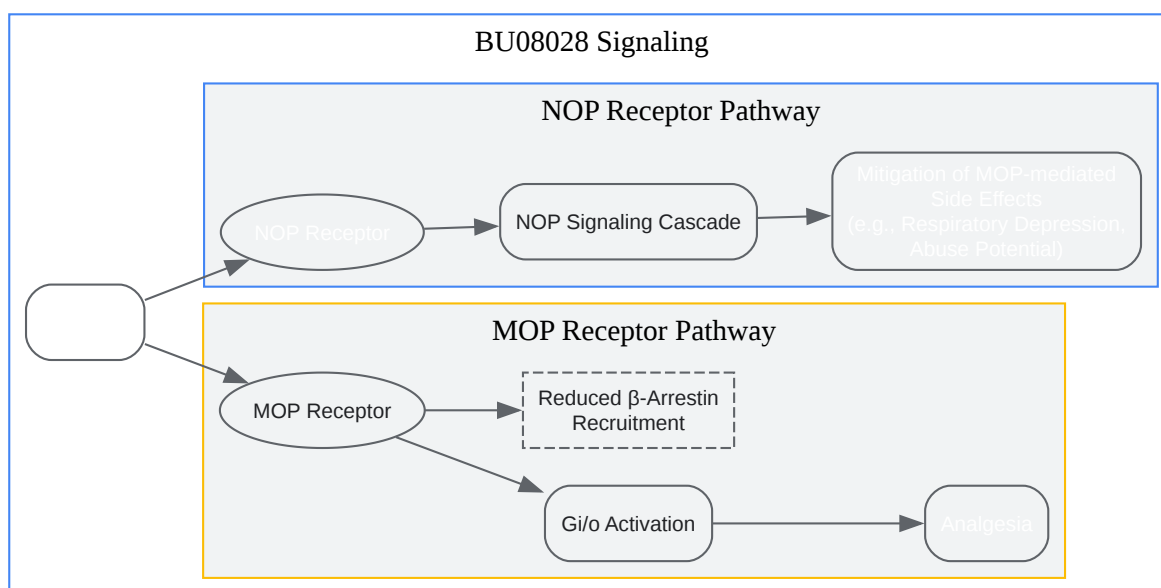 BU08028 Signaling
NOP Receptor Pathway
NOP Receptor
NOP Signaling Cascade
Mitigation of MOP-mediated
Side Effects
(e.g., Respiratory Depression,
Abuse Potential)
MOP Receptor Pathway
MOP Receptor
Reduced β-Arrestin
Recruitment
Gi/o Activation
Analgesia